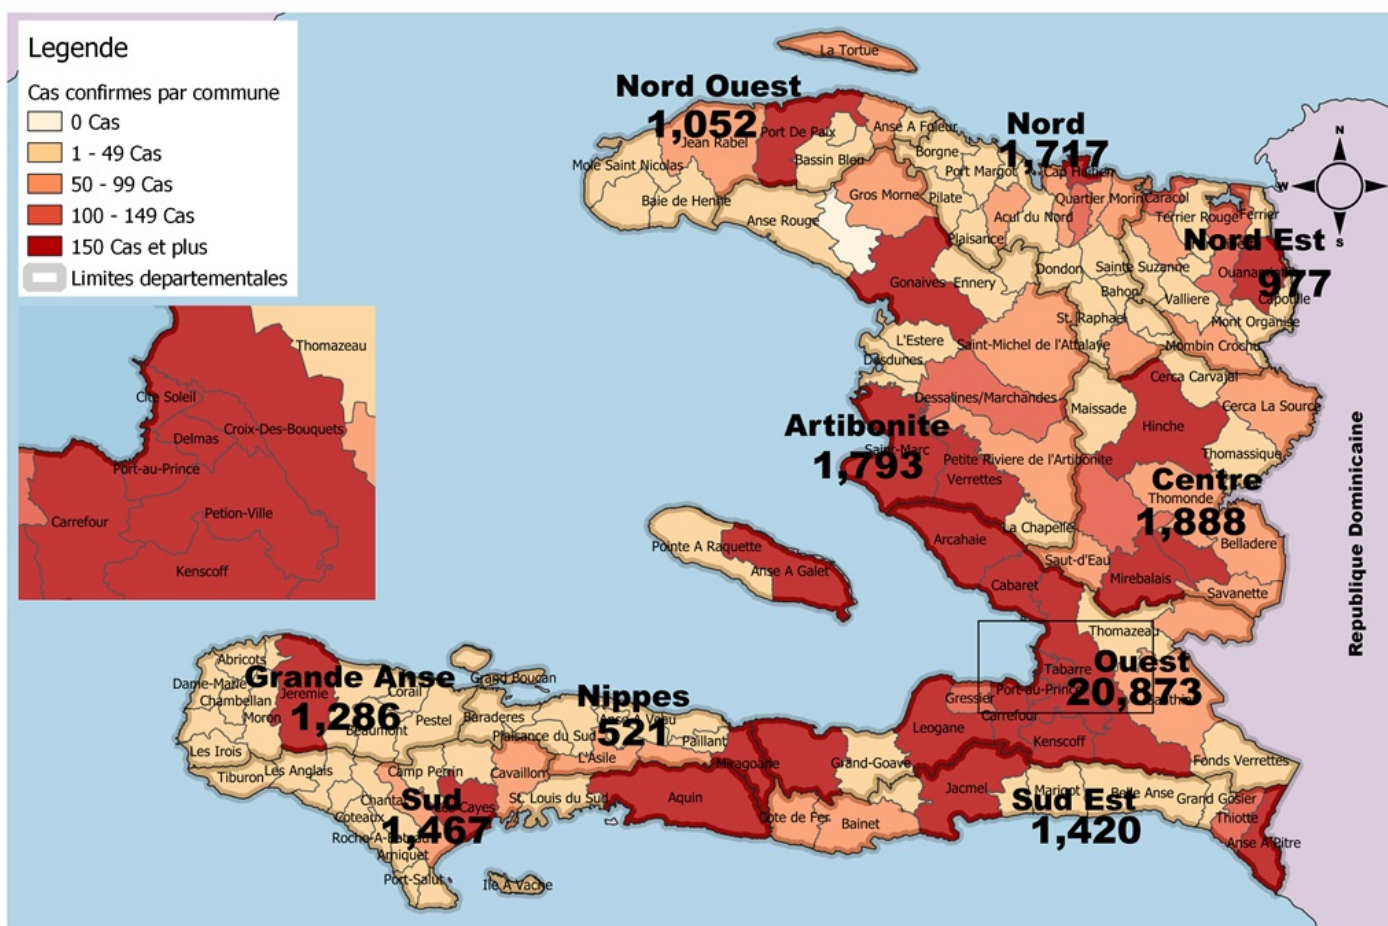 Legende
Cas confirmes par commune
0 Cas
1 - 49 Cas
50 - 99 Cas
100 - 149 Cas
150 Cas et plus
Limites departementales
La Tortue
Nord Ouest
1,052
Port De Paix
Jean Rabel
Anse A Foleur
Mole Saint Nicolas
Bassin Bleu
Baie de Henne
Anse Rouge
Gros Morne
Nord
1,717
Borgne
Port Margot
Cap Haitien
Pilate
Quartier Morin
Caracol
Acul du Nord
Terrier Rouge
Ferrier
Plaisance
Nord Est
977
Capotille
N
W
S
Gonaives
Ennery
Dondon
Sainte Suzanne
Bahon
Valliere
St. Raphael
Mont Organise
L'Estere
Saint-Michel de l'Attalaye
Mombin Crochu
Desdunes
Cerca Carvajal
Dessalines/Marchandes
Maissade
Cerca La Source
Artibonite
1,793
Saint-Marc
Hinche
Petite Riviere de l'Artibonite
Verrettes
Thomassique
Centre
1,888
Thomonde
La Chapelle
Belladere
Saut-d'Eau
Mirebalais
Savanette
Republique Dominicaine
Thomazeau
Cite Soleil
Delmas
Croix-Des-Bouquets
Port-au-Prince
Carrefour
Petion-Ville
Kenscoff
Arcahaie
Cabaret
Pointe A Raquette
Anse A Galet
Thomazeau
Tabarre
Ouest
20,873
Port-au-Prince
Gressier
Carrefour
Leogane
Kenscoff
Fonds Verrettes
Grand-Goave
Abricots
Dame-Marie
Grande Anse
1,286
Jeremie
Chambellan
Moron
Corail
Pestel
Beaumont
Les Irois
Grand Boucan
Nippes
521
Anse A Veau
Baraderes
Plaisance du Sud
Paillant
L'Asile
Miragoane
Tiburon
Les Anglais
Camp Perrin
Cavaillon
Sud
1,467
St. Louis du Sud
Aquin
Coteaux
Arniquet
Port-Salut
Ile A Vache
Cote de Fer
Bainet
Jacmel
Sud Est
1,420
Marigot
Belle Anse
Grand Gosier
Thiotte
Anse A Pitre